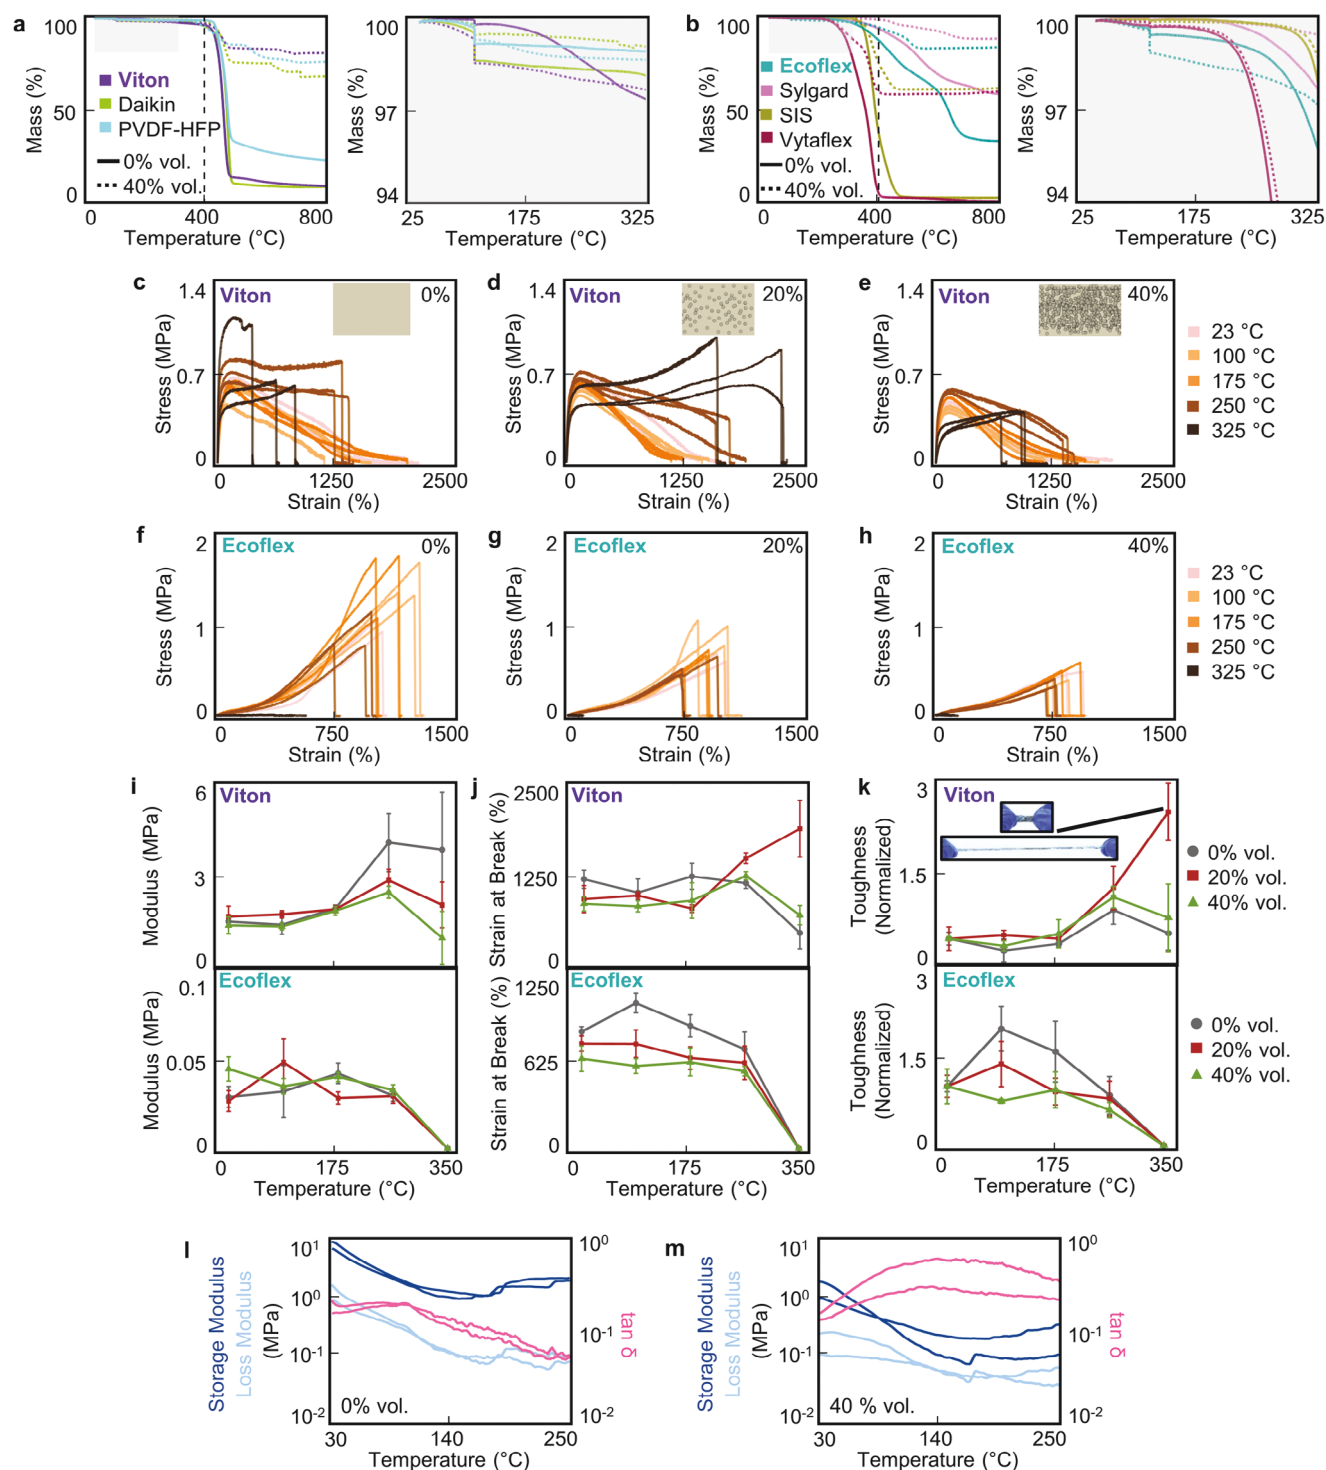 a
100
50
0
Mass (%)
Viton
Daikin
PVDF-HFP
0% vol.
40% vol.
0
400
800
Temperature (°C)
100
97
94
Mass (%)
25
175
325
Temperature (°C)
b
100
50
0
Mass (%)
Ecoflex
Sylgard
SIS
Vytaflex
0% vol.
40% vol.
0
400
800
Temperature (°C)
100
97
94
Mass (%)
25
175
325
Temperature (°C)
c
Viton
0%
1.4
0.7
0
Stress (MPa)
0
1250
2500
Strain (%)
d
Viton
20%
1.4
0.7
0
Stress (MPa)
0
1250
2500
Strain (%)
e
Viton
40%
1.4
0.7
0
Stress (MPa)
0
1250
2500
Strain (%)
23 °C
100 °C
175 °C
250 °C
325 °C
f
Ecoflex
0%
2
1
0
Stress (MPa)
0
750
1500
Strain (%)
g
Ecoflex
20%
2
1
0
Stress (MPa)
0
750
1500
Strain (%)
h
Ecoflex
40%
2
1
0
Stress (MPa)
0
750
1500
Strain (%)
23 °C
100 °C
175 °C
250 °C
325 °C
i
Viton
6
3
0
Modulus (MPa)
Ecoflex
0.1
0.05
0
Modulus (MPa)
0
175
350
Temperature (°C)
j
Viton
2500
1250
0
Strain at Break (%)
Ecoflex
1250
625
0
Strain at Break (%)
0
175
350
Temperature (°C)
k
Viton
3
1.5
0
Toughness
(Normalized)
0% vol.
20% vol.
40% vol.
Ecoflex
3
1.5
0
Toughness
(Normalized)
0
175
350
Temperature (°C)
0% vol.
20% vol.
40% vol.
l
Storage Modulus
Loss Modulus
(MPa)
10¹
10⁰
10⁻¹
10⁻²
0% vol.
10⁰
10⁻¹
10⁻²
tan δ
30
140
250
Temperature (°C)
m
Storage Modulus
Loss Modulus
(MPa)
10¹
10⁰
10⁻¹
10⁻²
40 % vol.
10⁰
10⁻¹
10⁻²
tan δ
30
140
250
Temperature (°C)